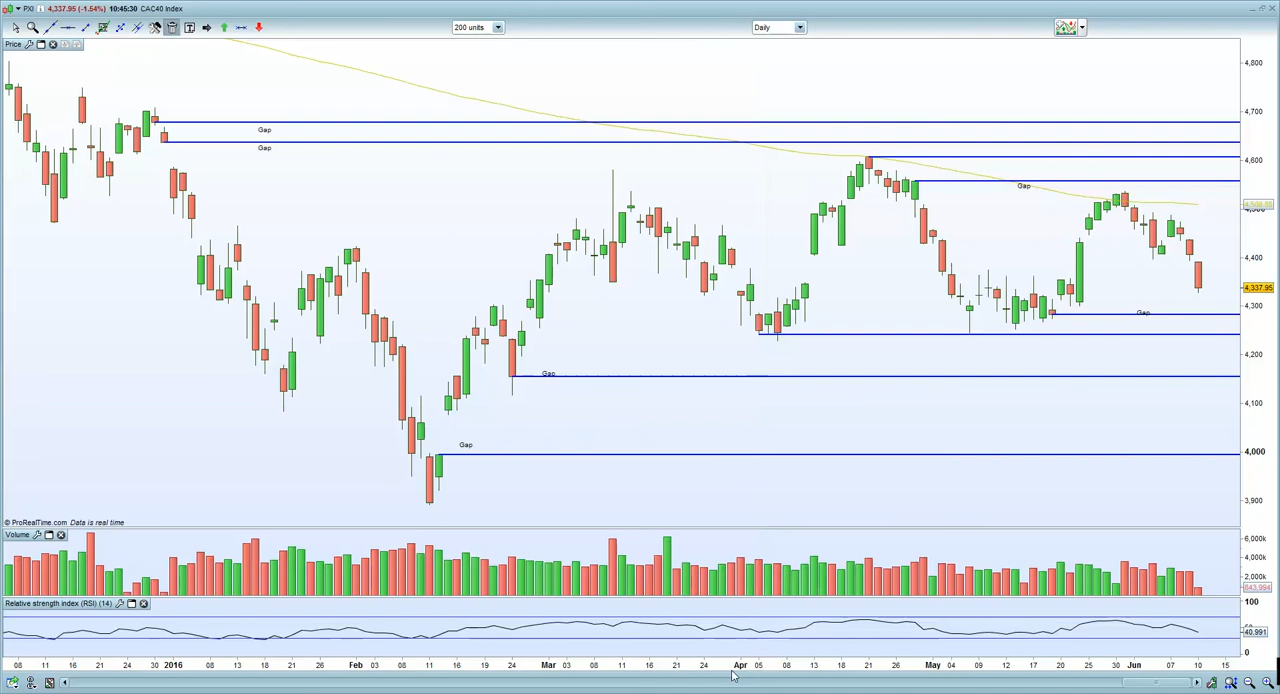 PXI 4,337.95 (-1.54%) 10:45:30 CAC40 Index
200 units Daily
Price
4,800
4,700
Gap
Gap
4,600
Gap
4,500
4,400
4,337.95
4,300
Gap
4,200
Gap
4,100
Gap
4,000
3,900
© ProRealTime.com Data is real time
Volume
6,000k
4,000k
2,000k
843,994
Relative strength index (RSI) (14)
100
40.991
0
08 11 16 21 30 2016 08 13 18 21 26 Feb 03 08 11 16 19 24 Mar 03 08 11 16 21 24 Apr 05 08 13 18 21 26 May 04 09 12 17 20 25 30 Jun 07 10 15